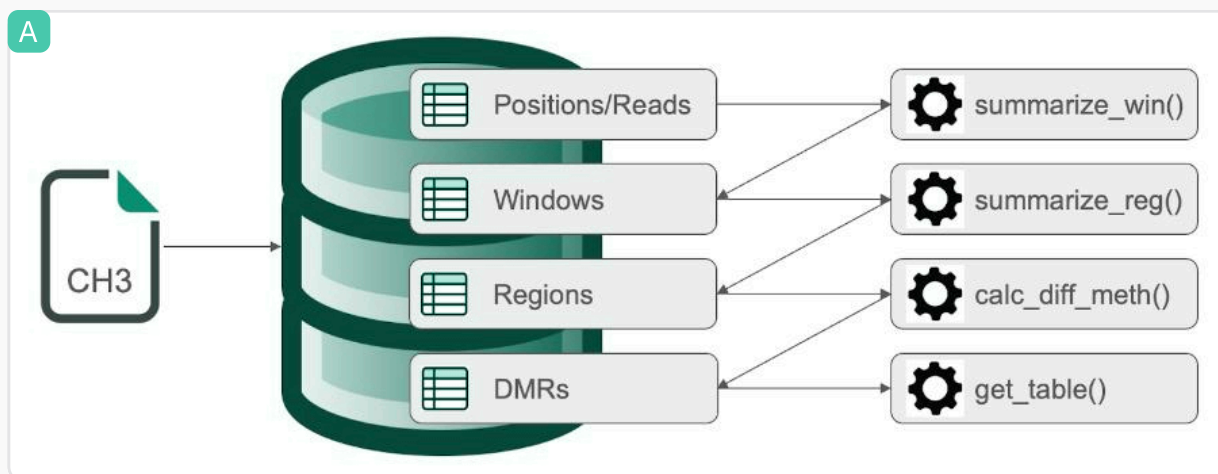 A
Positions/Reads
summarize_win()
Windows
summarize_reg()
CH3
Regions
calc_diff_meth()
DMRs
get_table()